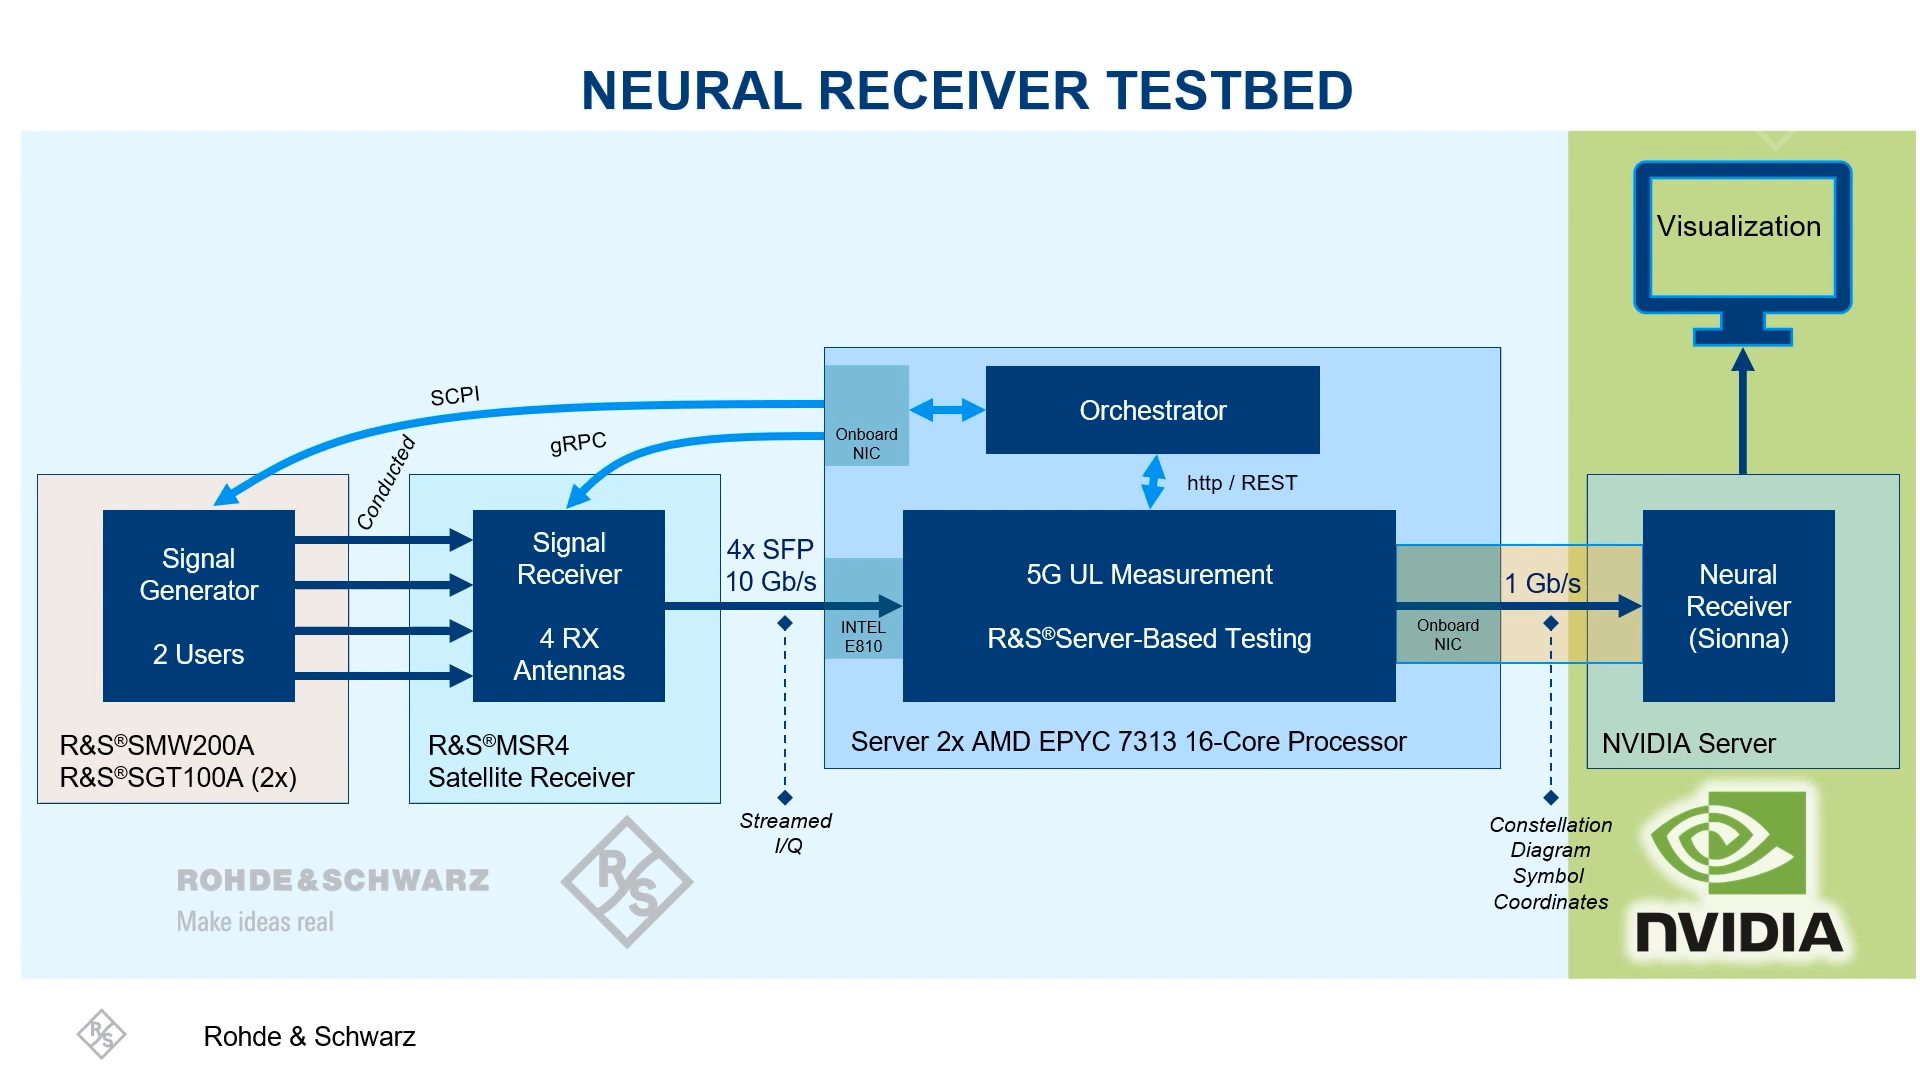 NEURAL RECEIVER TESTBED
Visualization
SCPI
gRPC
Conducted
Onboard
NIC
Orchestrator
http / REST
Signal
Generator
2 Users
R&S®SMW200A
R&S®SGT100A (2x)
Signal
Receiver
4 RX
Antennas
R&S®MSR4
Satellite Receiver
4x SFP
10 Gb/s
INTEL
E810
Streamed
I/Q
5G UL Measurement
R&S®Server-Based Testing
Server 2x AMD EPYC 7313 16-Core Processor
Onboard
NIC
1 Gb/s
Constellation
Diagram
Symbol
Coordinates
Neural
Receiver
(Sionna)
NVIDIA Server
ROHDE&SCHWARZ
Make ideas real
R
S
NVIDIA
R
S
Rohde & Schwarz